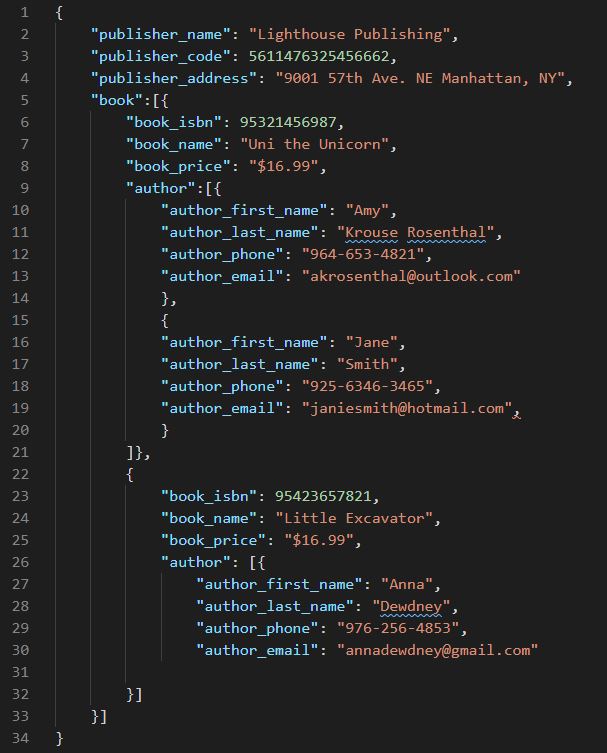 1 {
2     "publisher_name": "Lighthouse Publishing",
3     "publisher_code": 5611476325456662,
4     "publisher_address": "9001 57th Ave. NE Manhattan, NY",
5     "book":[{
6         "book_isbn": 95321456987,
7         "book_name": "Uni the Unicorn",
8         "book_price": "$16.99",
9         "author":[{
10             "author_first_name": "Amy",
11             "author_last_name": "Krouse Rosenthal",
12             "author_phone": "964-653-4821",
13             "author_email": "akrosenthal@outlook.com"
14             },
15             {
16             "author_first_name": "Jane",
17             "author_last_name": "Smith",
18             "author_phone": "925-6346-3465",
19             "author_email": "janiesmith@hotmail.com",
20             }
21         ]},
22         {
23             "book_isbn": 95423657821,
24             "book_name": "Little Excavator",
25             "book_price": "$16.99",
26             "author": [{
27                 "author_first_name": "Anna",
28                 "author_last_name": "Dewdney",
29                 "author_phone": "976-256-4853",
30                 "author_email": "annadewdney@gmail.com"
31
32         }]
33     }]
34 }